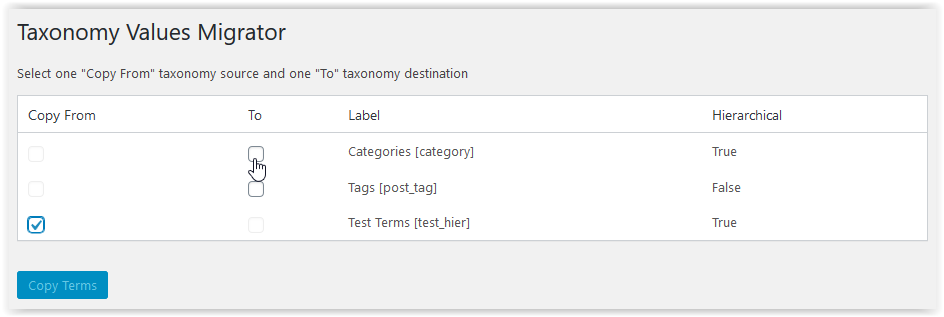 Taxonomy Values Migrator
Select one "Copy From" taxonomy source and one "To" taxonomy destination
Copy From To Label Hierarchical
Categories [category] True
Tags [post_tag] False
Test Terms [test_hier] True
Copy Terms